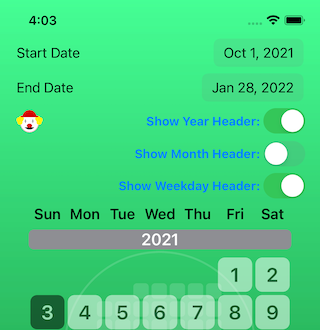 4:03
Start Date Oct 1, 2021
End Date Jan 28, 2022
Show Year Header:
Show Month Header:
Show Weekday Header:
Sun Mon Tue Wed Thu Fri Sat
2021
1 2
3 4 5 6 7 8 9